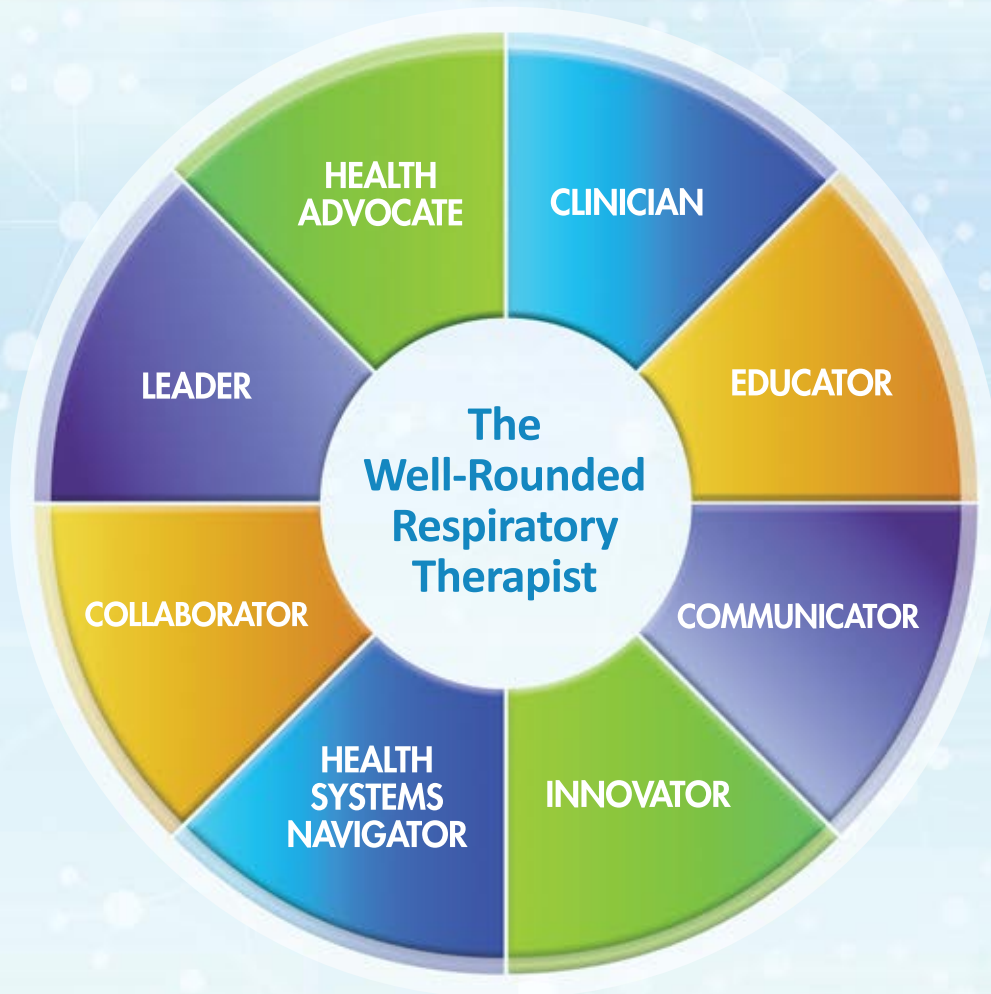 The
Well-Rounded
Respiratory
Therapist
CLINICIAN
EDUCATOR
COMMUNICATOR
INNOVATOR
HEALTH
SYSTEMS
NAVIGATOR
COLLABORATOR
LEADER
HEALTH
ADVOCATE